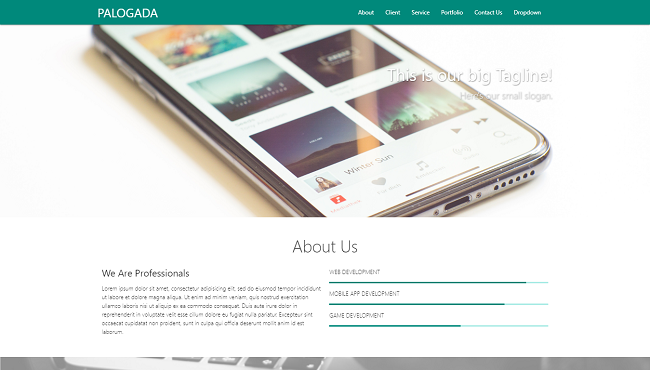 PALOGADA
About Client Service Portfolio Contact Us Dropdown
This is our big Tagline!
Here's our small slogan.
Winter Sun
About Us
We Are Professionals
Lorem ipsum dolor sit amet, consectetur adipisicing elit, sed do eiusmod tempor incididunt
ut labore et dolore magna aliqua. Ut enim ad minim veniam, quis nostrud exercitation
ullamco laboris nisi ut aliquip ex ea commodo consequat. Duis aute irure dolor in
reprehenderit in voluptate velit esse cillum dolore eu fugiat nulla pariatur. Excepteur sint
occaecat cupidatat non proident, sunt in culpa qui officia deserunt mollit anim id est
laborum.
WEB DEVELOPMENT
MOBILE APP DEVELOPMENT
GAME DEVELOPMENT